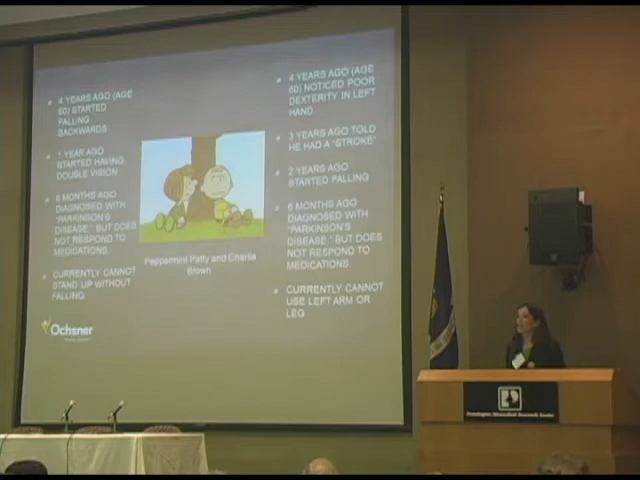 4 YEARS AGO (AGE
60) STARTED
FALLING
BACKWARDS
1 YEAR AGO
STARTED HAVING
DOUBLE VISION
6 MONTHS AGO
DIAGNOSED WITH
"PARKINSON'S
DISEASE," BUT DOES
NOT RESPOND TO
MEDICATIONS.
CURRENTLY CANNOT
STAND UP WITHOUT
FALLING
Peppermint Patty and Charlie
Brown
4 YEARS AGO (AGE
60) NOTICED POOR
DEXTERITY IN LEFT
HAND
3 YEARS AGO TOLD
HE HAD A "STROKE"
2 YEARS AGO
STARTED FALLING
6 MONTHS AGO
DIAGNOSED WITH
"PARKINSON'S
DISEASE," BUT DOES
NOT RESPOND TO
MEDICATIONS.
CURRENTLY CANNOT
USE LEFT ARM OR
LEG
Ochsner
Pennington Biomedical Research Center